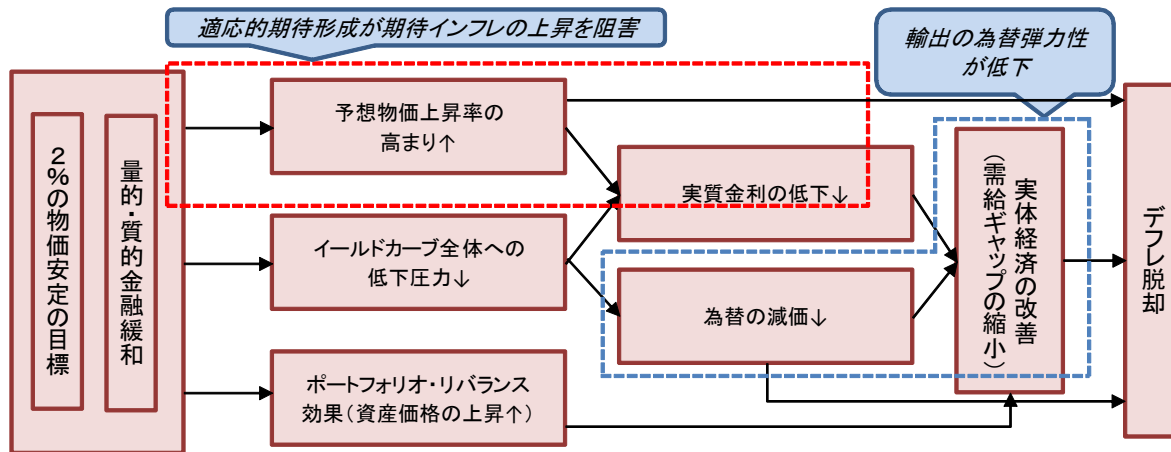 適応的期待形成が期待インフレの上昇を阻害
輸出の為替弾力性
が低下
2%の物価安定の目標
量的・質的金融緩和
予想物価上昇率の
高まり↑
イールドカーブ全体への
低下圧力↓
ポートフォリオ・リバランス
効果(資産価格の上昇↑)
実質金利の低下↓
為替の減価↓
実体経済の改善
(需給ギャップの縮小)
デフレ脱却